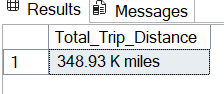 Results Messages
Total_Trip_Distance
1 348.93 K miles